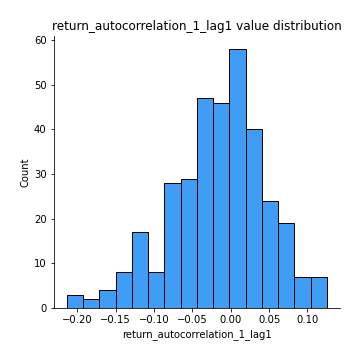 return_autocorrelation_1_lag1 value distribution
60
50
40
30
20
10
0
Count
−0.20 −0.15 −0.10 −0.05 0.00 0.05 0.10
return_autocorrelation_1_lag1